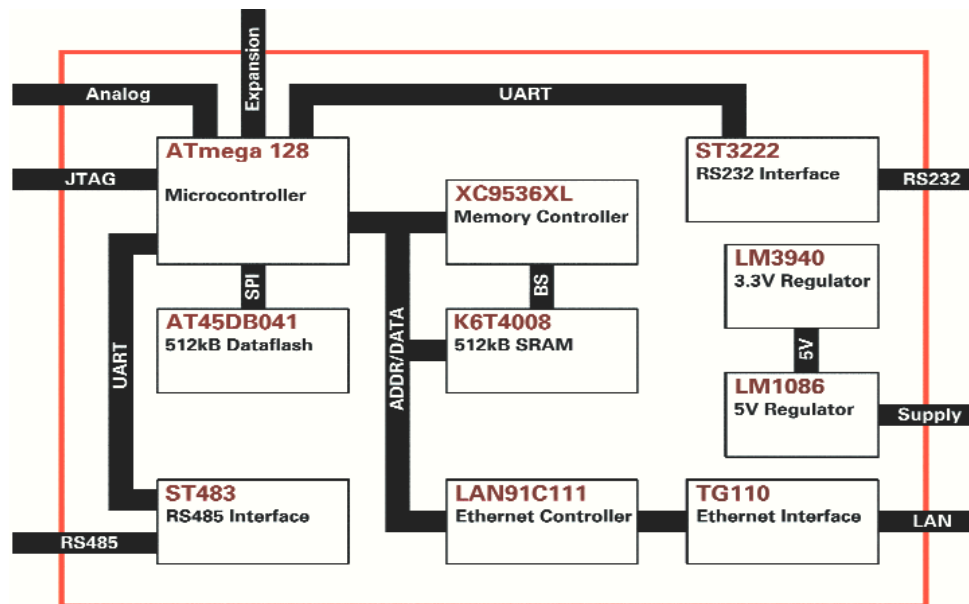 Expansion
Analog
UART
ATmega 128
Microcontroller
ST3222
RS232 Interface
JTAG
RS232
XC9536XL
Memory Controller
LM3940
3.3V Regulator
SPI
BS
AT45DB041
512kB Dataflash
K6T4008
512kB SRAM
UART
ADDR/DATA
5V
LM1086
5V Regulator
Supply
ST483
RS485 Interface
LAN91C111
Ethernet Controller
TG110
Ethernet Interface
LAN
RS485